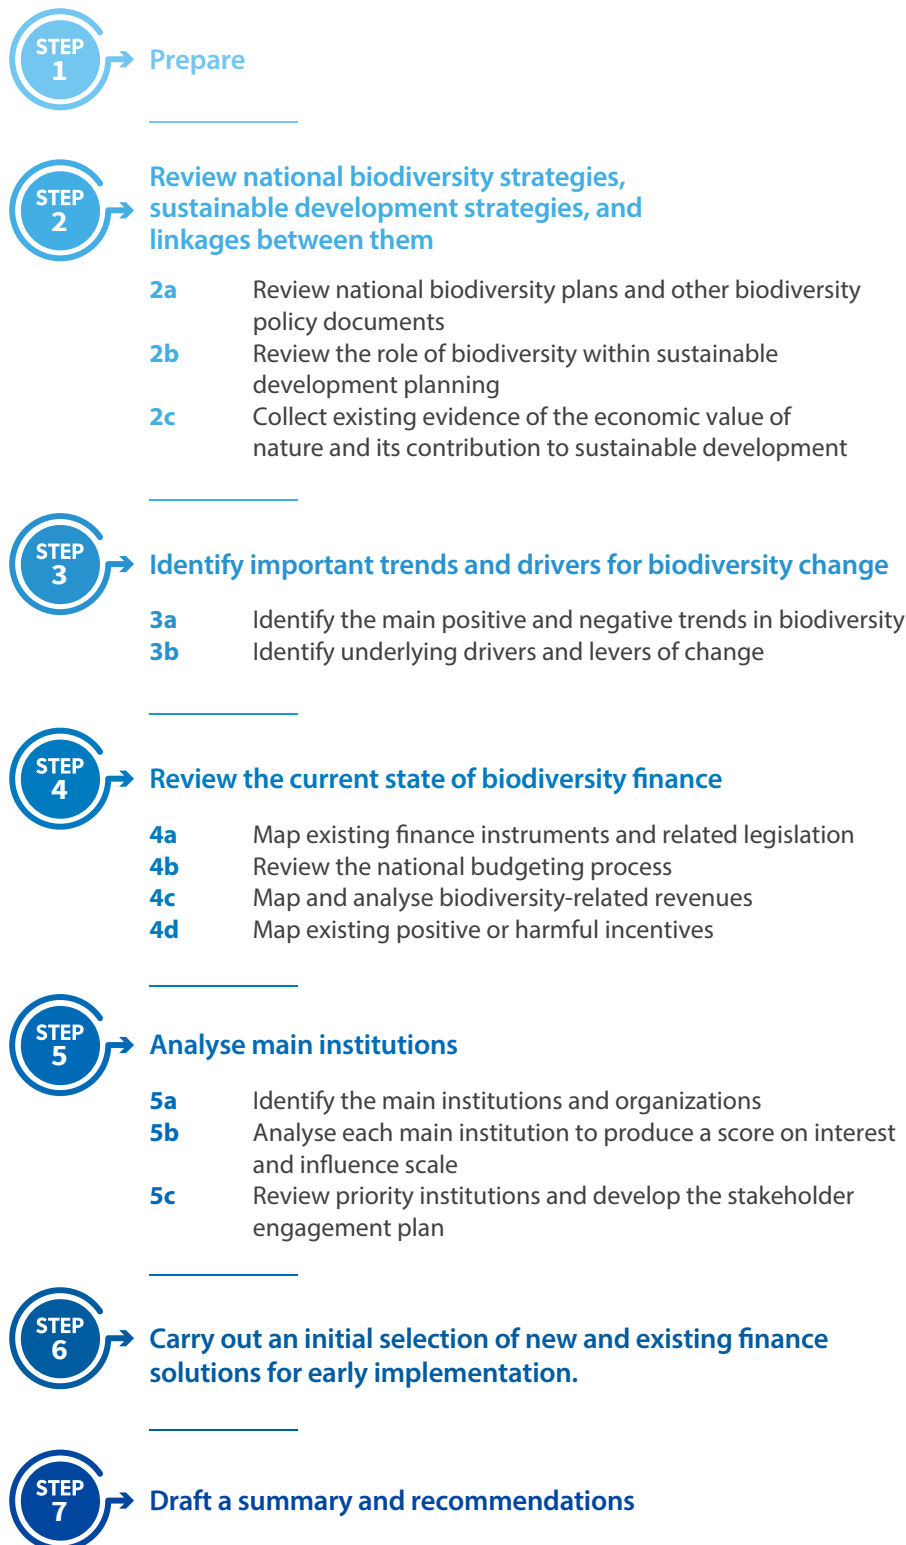 STEP
1
Prepare
STEP
2
Review national biodiversity strategies,
sustainable development strategies, and
linkages between them
2a Review national biodiversity plans and other biodiversity
policy documents
2b Review the role of biodiversity within sustainable
development planning
2c Collect existing evidence of the economic value of
nature and its contribution to sustainable development
STEP
3
Identify important trends and drivers for biodiversity change
3a Identify the main positive and negative trends in biodiversity
3b Identify underlying drivers and levers of change
STEP
4
Review the current state of biodiversity finance
4a Map existing finance instruments and related legislation
4b Review the national budgeting process
4c Map and analyse biodiversity-related revenues
4d Map existing positive or harmful incentives
STEP
5
Analyse main institutions
5a Identify the main institutions and organizations
5b Analyse each main institution to produce a score on interest
and influence scale
5c Review priority institutions and develop the stakeholder
engagement plan
STEP
6
Carry out an initial selection of new and existing finance
solutions for early implementation.
STEP
7
Draft a summary and recommendations